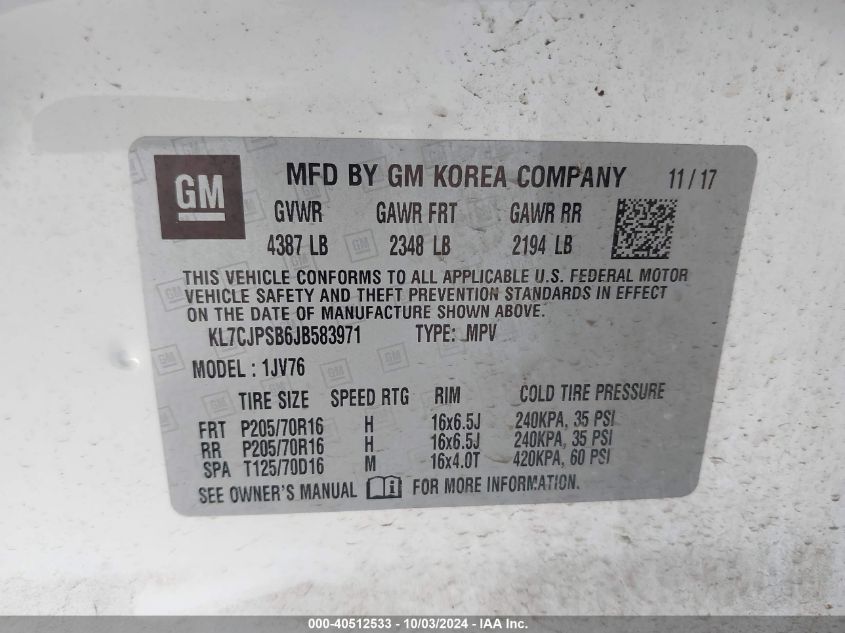 GM MFD BY GM KOREA COMPANY 11/17
GVWR GAWR FRT GAWR RR
4387 LB 2348 LB 2194 LB
THIS VEHICLE CONFORMS TO ALL APPLICABLE U.S. FEDERAL MOTOR
VEHICLE SAFETY AND THEFT PREVENTION STANDARDS IN EFFECT
ON THE DATE OF MANUFACTURE SHOWN ABOVE.
KL7CJPSB6JB583971 TYPE: MPV
MODEL : 1JV76
TIRE SIZE SPEED RTG RIM COLD TIRE PRESSURE
FRT P205/70R16 H 16x6.5J 240KPA, 35 PSI
RR P205/70R16 H 16x6.5J 240KPA, 35 PSI
SPA T125/70D16 M 16x4.0T 420KPA, 60 PSI
SEE OWNER'S MANUAL i FOR MORE INFORMATION.
000-40512533 - 10/03/2024 - IAA Inc.